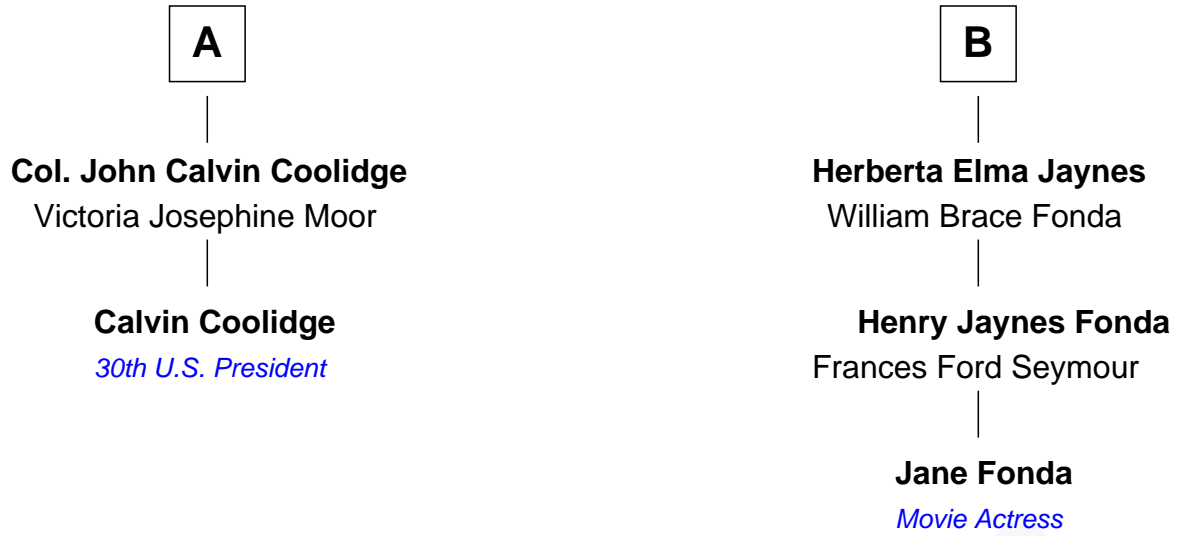 A
B
Col. John Calvin Coolidge
Herberta Elma Jaynes
Victoria Josephine Moor
William Brace Fonda
Calvin Coolidge
Henry Jaynes Fonda
30th U.S. President
Frances Ford Seymour
Jane Fonda
Movie Actress